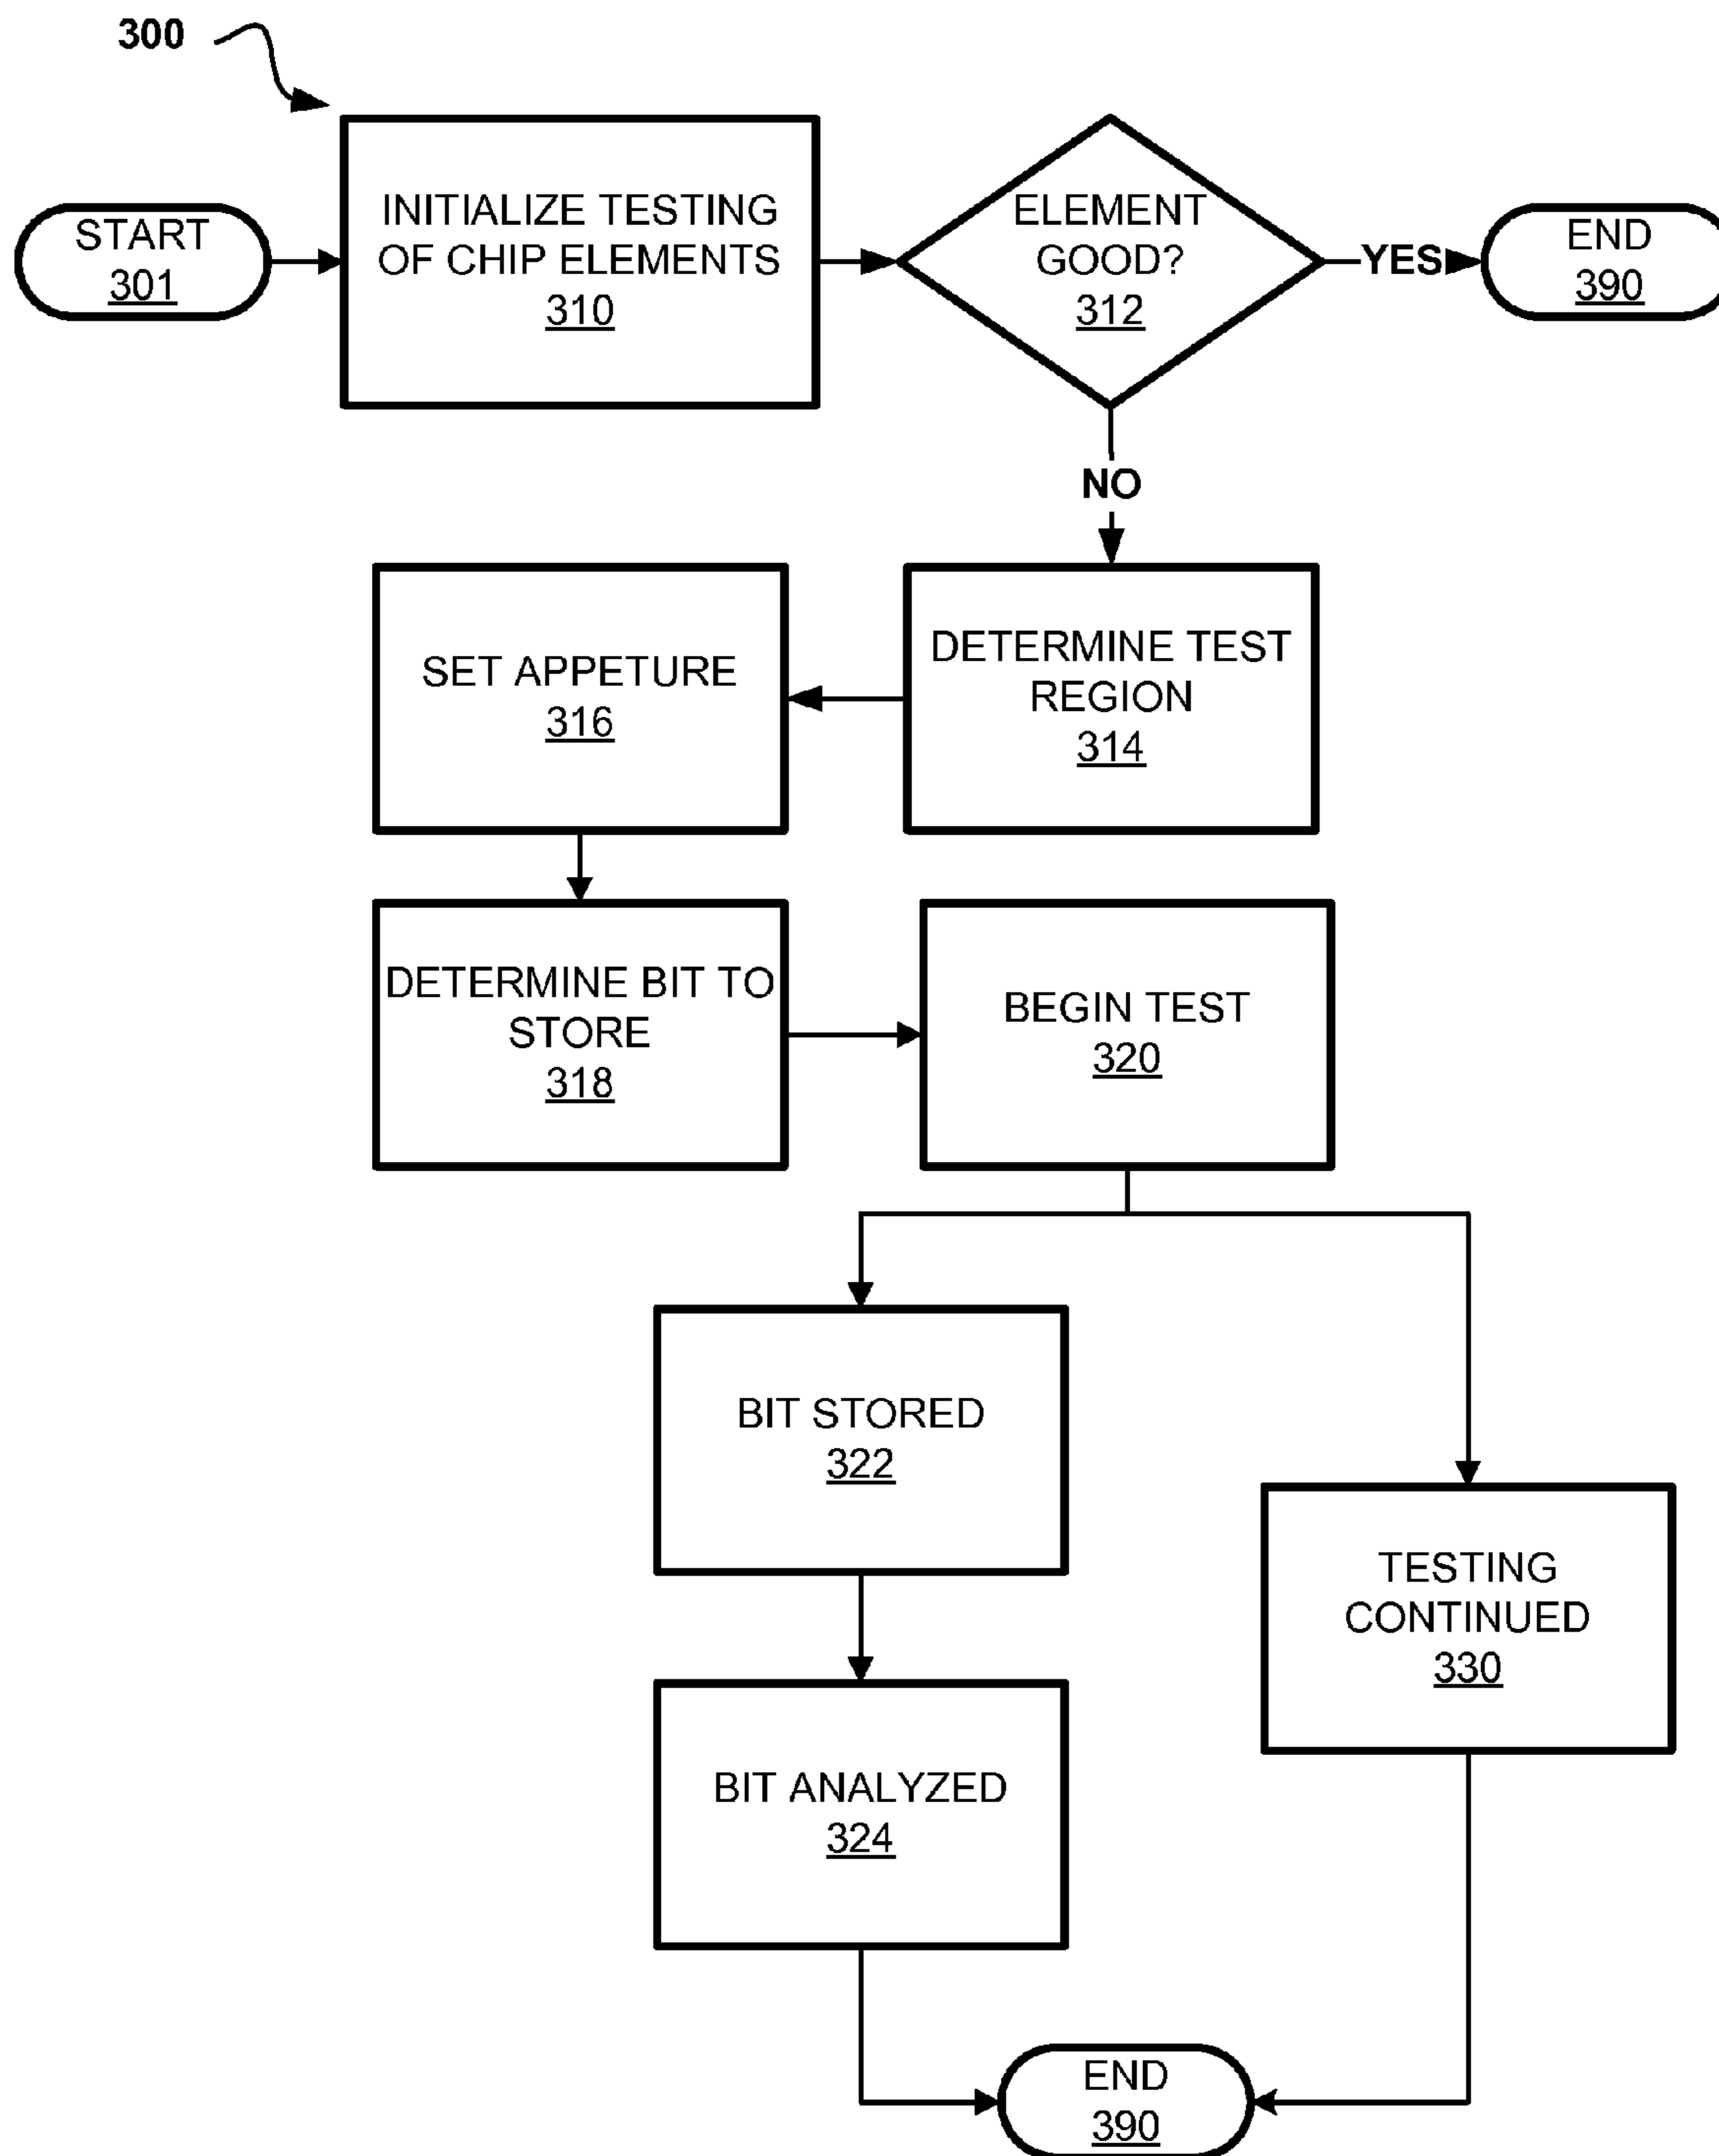 300
START
301
INITIALIZE TESTING
OF CHIP ELEMENTS
310
ELEMENT
GOOD?
312
YES
END
390
NO
DETERMINE TEST
REGION
314
SET APPETURE
316
DETERMINE BIT TO
STORE
318
BEGIN TEST
320
BIT STORED
322
TESTING
CONTINUED
330
BIT ANALYZED
324
END
390